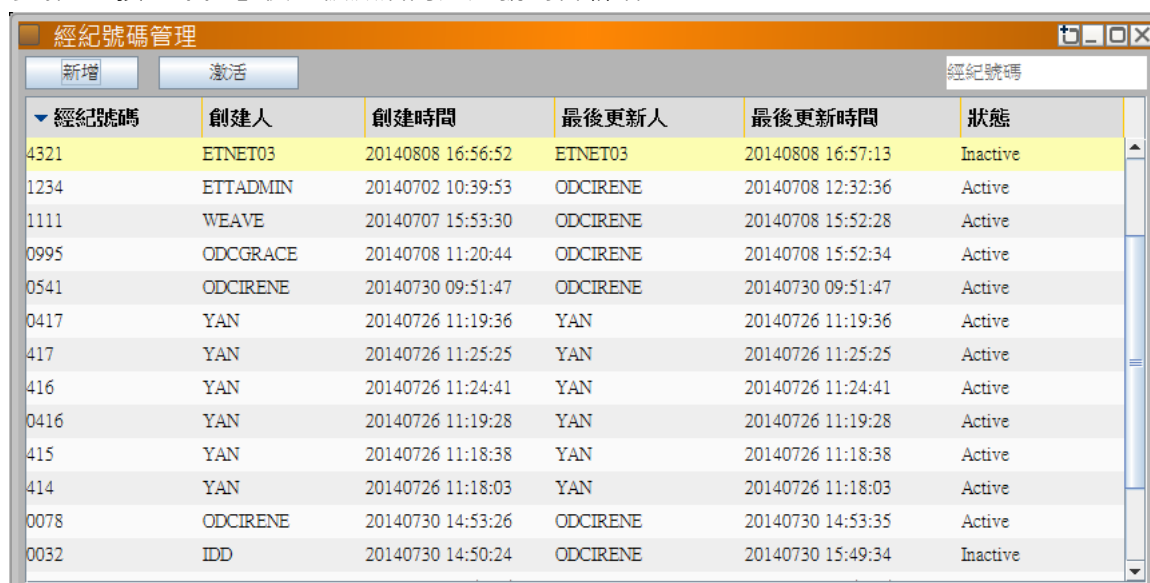 經紀號碼管理
新增 激活 經紀號碼
經紀號碼 創建人 創建時間 最後更新人 最後更新時間 狀態
4321 ETNET03 20140808 16:56:52 ETNET03 20140808 16:57:13 Inactive
1234 ETTADMIN 20140702 10:39:53 ODCIRENE 20140708 12:32:36 Active
1111 WEAVE 20140707 15:53:30 ODCIRENE 20140708 15:52:28 Active
0995 ODCGRACE 20140708 11:20:44 ODCIRENE 20140708 15:52:34 Active
0541 ODCIRENE 20140730 09:51:47 ODCIRENE 20140730 09:51:47 Active
0417 YAN 20140726 11:19:36 YAN 20140726 11:19:36 Active
417 YAN 20140726 11:25:25 YAN 20140726 11:25:25 Active
416 YAN 20140726 11:24:41 YAN 20140726 11:24:41 Active
0416 YAN 20140726 11:19:28 YAN 20140726 11:19:28 Active
415 YAN 20140726 11:18:38 YAN 20140726 11:18:38 Active
414 YAN 20140726 11:18:03 YAN 20140726 11:18:03 Active
0078 ODCIRENE 20140730 14:53:26 ODCIRENE 20140730 14:53:35 Active
0032 IDD 20140730 14:50:24 ODCIRENE 20140730 15:49:34 Inactive